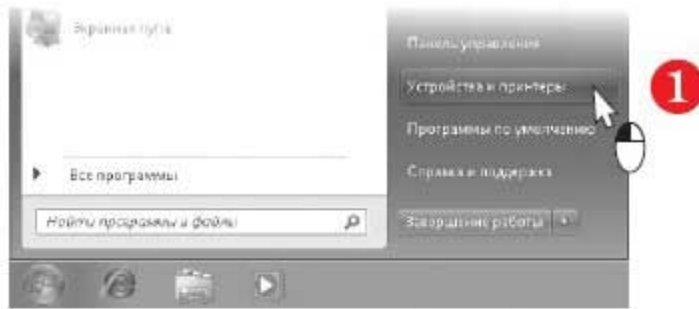 Экранная лупа
Все программы
Найти программы и файлы
Панель управления
Устройства и принтеры
Программы по умолчанию
Справка и поддержка
Завершение работы
1